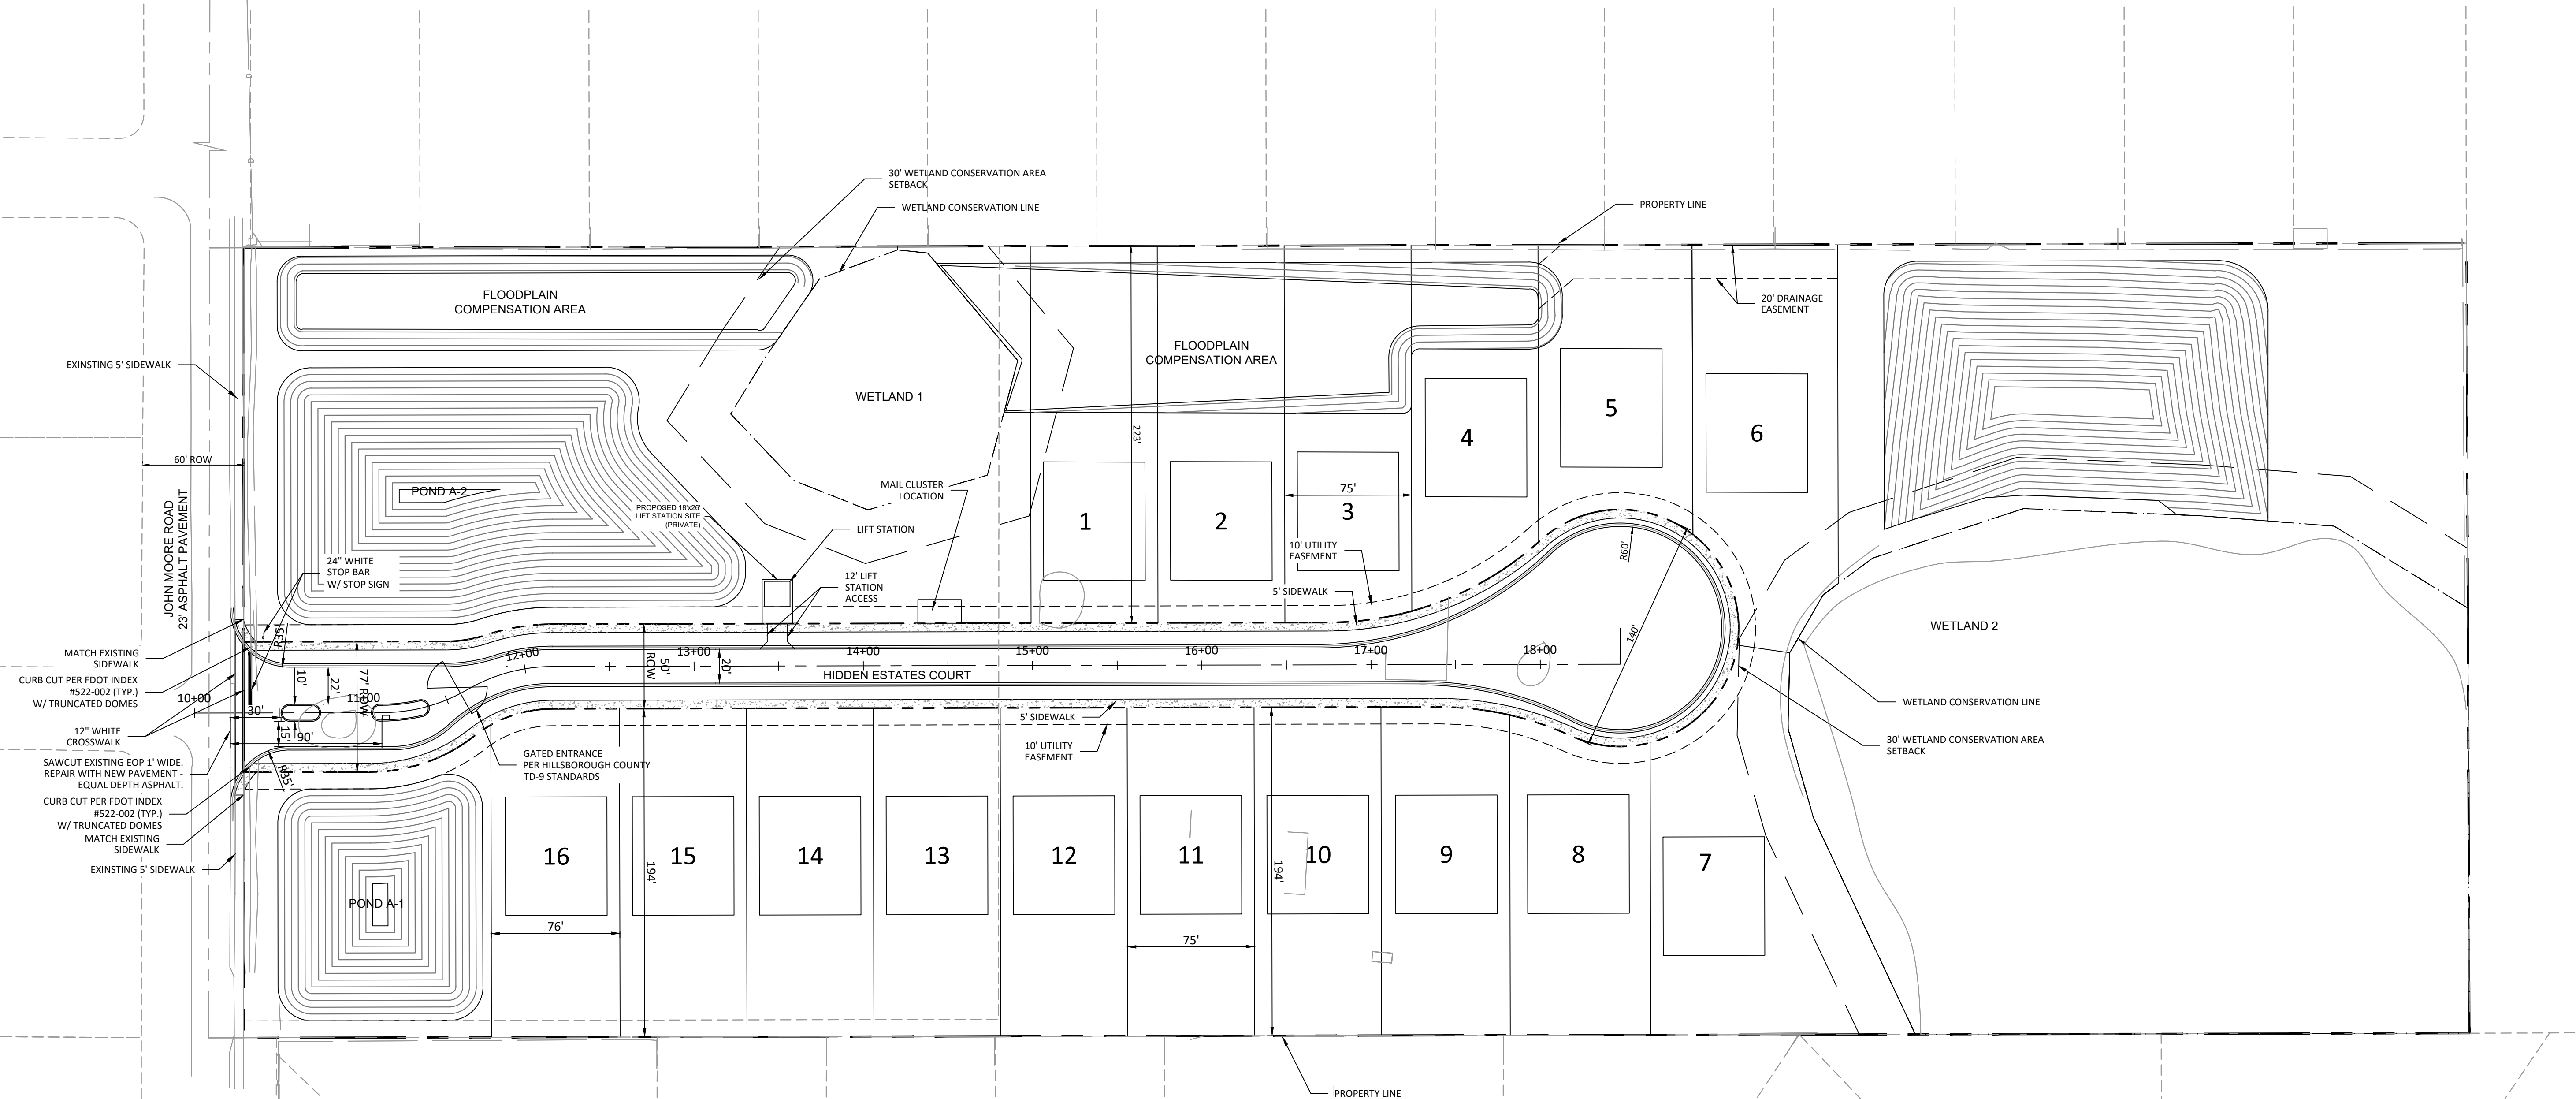 30' WETLAND CONSERVATION AREA
SETBACK
WETLAND CONSERVATION LINE
PROPERTY LINE
FLOODPLAIN
COMPENSATION AREA
20' DRAINAGE
EASEMENT
FLOODPLAIN
COMPENSATION AREA
EXINSTING 5' SIDEWALK
WETLAND 1
223'
4
5
6
60' ROW
JOHN MOORE ROAD
23' ASPHALT PAVEMENT
POND A-2
MAIL CLUSTER
LOCATION
PROPOSED 18'x26'
LIFT STATION SITE
(PRIVATE)
LIFT STATION
1
2
75'
3
10' UTILITY
EASEMENT
R60'
24" WHITE
STOP BAR
W/ STOP SIGN
12' LIFT
STATION
ACCESS
5' SIDEWALK
140'
WETLAND 2
R35'
MATCH EXISTING
SIDEWALK
CURB CUT PER FDOT INDEX
#522-002 (TYP.)
W/ TRUNCATED DOMES
10+00
11+00
12+00
13+00
14+00
15+00
16+00
17+00
18+00
10'
22'
77' ROW
50'
ROW
20'
HIDDEN ESTATES COURT
30'
15'
90'
WETLAND CONSERVATION LINE
12" WHITE
CROSSWALK
5' SIDEWALK
10' UTILITY
EASEMENT
30' WETLAND CONSERVATION AREA
SETBACK
SAWCUT EXISTING EOP 1' WIDE.
REPAIR WITH NEW PAVEMENT -
EQUAL DEPTH ASPHALT.
R35'
GATED ENTRANCE
PER HILLSBOROUGH COUNTY
TD-9 STANDARDS
CURB CUT PER FDOT INDEX
#522-002 (TYP.)
W/ TRUNCATED DOMES
MATCH EXISTING
SIDEWALK
EXINSTING 5' SIDEWALK
16
15
14
13
12
11
10
9
8
7
194'
194'
POND A-1
76'
75'
PROPERTY LINE